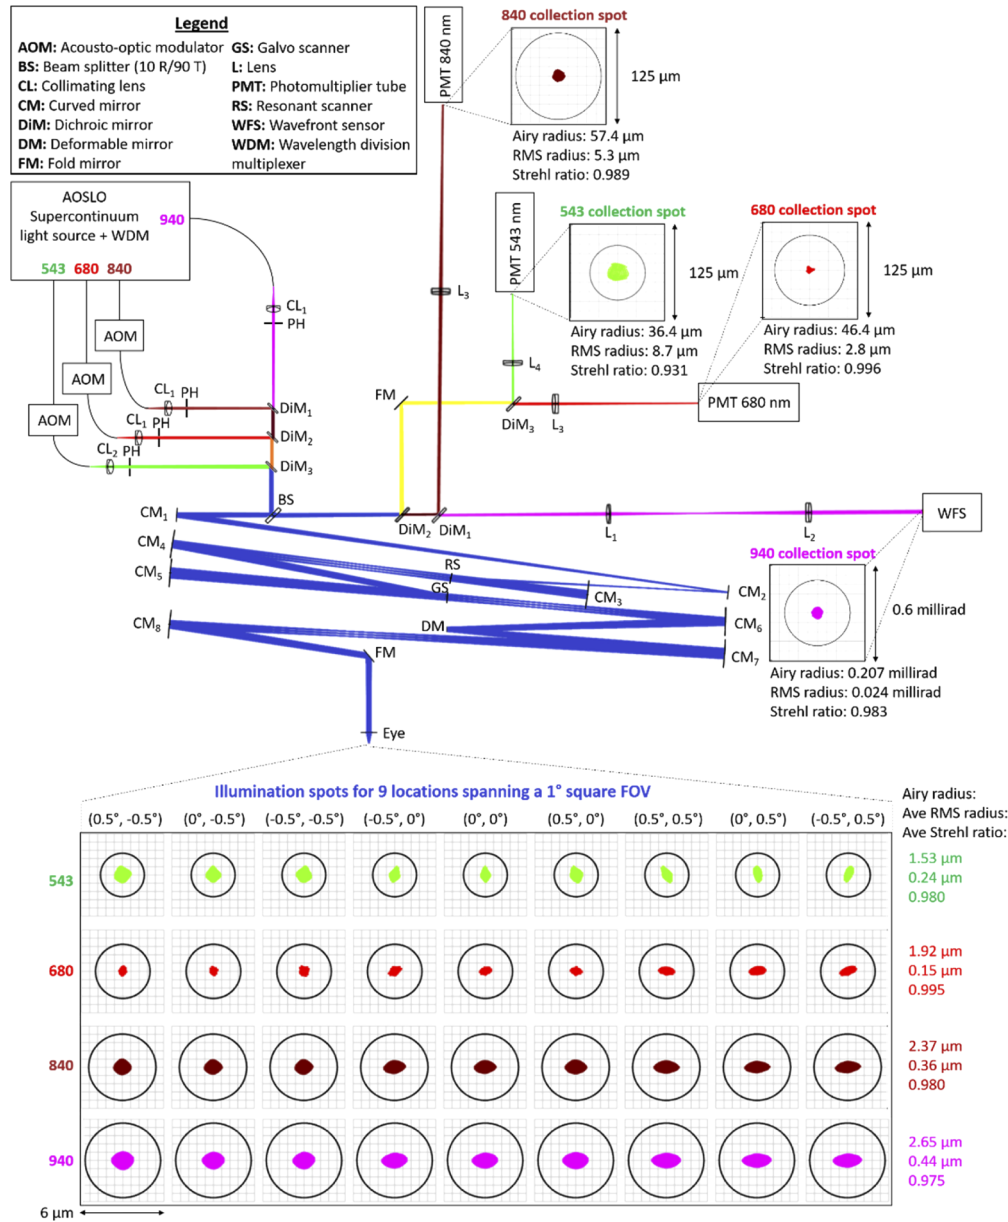 Legend
AOM: Acousto-optic modulator
BS: Beam splitter (10 R/90 T)
CL: Collimating lens
CM: Curved mirror
DiM: Dichroic mirror
DM: Deformable mirror
FM: Fold mirror
GS: Galvo scanner
L: Lens
PMT: Photomultiplier tube
RS: Resonant scanner
WFS: Wavefront sensor
WDM: Wavelength division
multiplexer
PMT 840 nm
840 collection spot
125 µm
Airy radius: 57.4 µm
RMS radius: 5.3 µm
Strehl ratio: 0.989
AOSLO
Supercontinuum
light source + WDM
940
543 680 840
AOM
AOM
AOM
CL1
PH
CL1 PH
CL1 PH
CL2 PH
DiM1
DiM2
DiM3
BS
PMT 543 nm
543 collection spot
125 µm
Airy radius: 36.4 µm
RMS radius: 8.7 µm
Strehl ratio: 0.931
680 collection spot
125 µm
Airy radius: 46.4 µm
RMS radius: 2.8 µm
Strehl ratio: 0.996
L3
L4
FM
DiM3
L3
PMT 680 nm
CM1
DiM2
DiM1
L1
L2
WFS
CM4
CM5
RS
GS
CM3
CM2
CM6
CM8
DM
CM7
FM
Eye
940 collection spot
0.6 millirad
Airy radius: 0.207 millirad
RMS radius: 0.024 millirad
Strehl ratio: 0.983
Illumination spots for 9 locations spanning a 1° square FOV
Airy radius:
Ave RMS radius:
Ave Strehl ratio:
(0.5°, -0.5°) (0°, -0.5°) (-0.5°, -0.5°) (-0.5°, 0°) (0°, 0°) (0.5°, 0°) (0.5°, 0.5°) (0°, 0.5°) (-0.5°, 0.5°)
543
1.53 µm
0.24 µm
0.980
680
1.92 µm
0.15 µm
0.995
840
2.37 µm
0.36 µm
0.980
940
2.65 µm
0.44 µm
0.975
6 µm